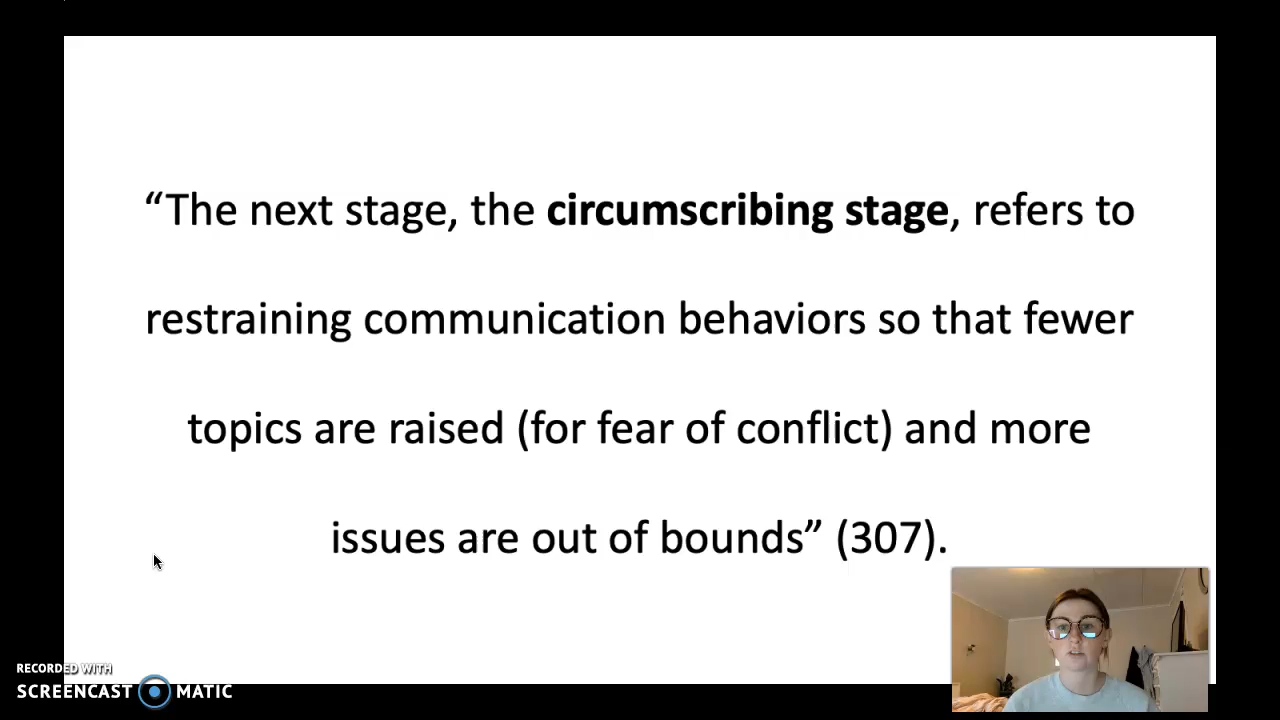 “The next stage, the circumscribing stage, refers to
restraining communication behaviors so that fewer
topics are raised (for fear of conflict) and more
issues are out of bounds” (307).
RECORDED WITH
SCREENCAST MATIC